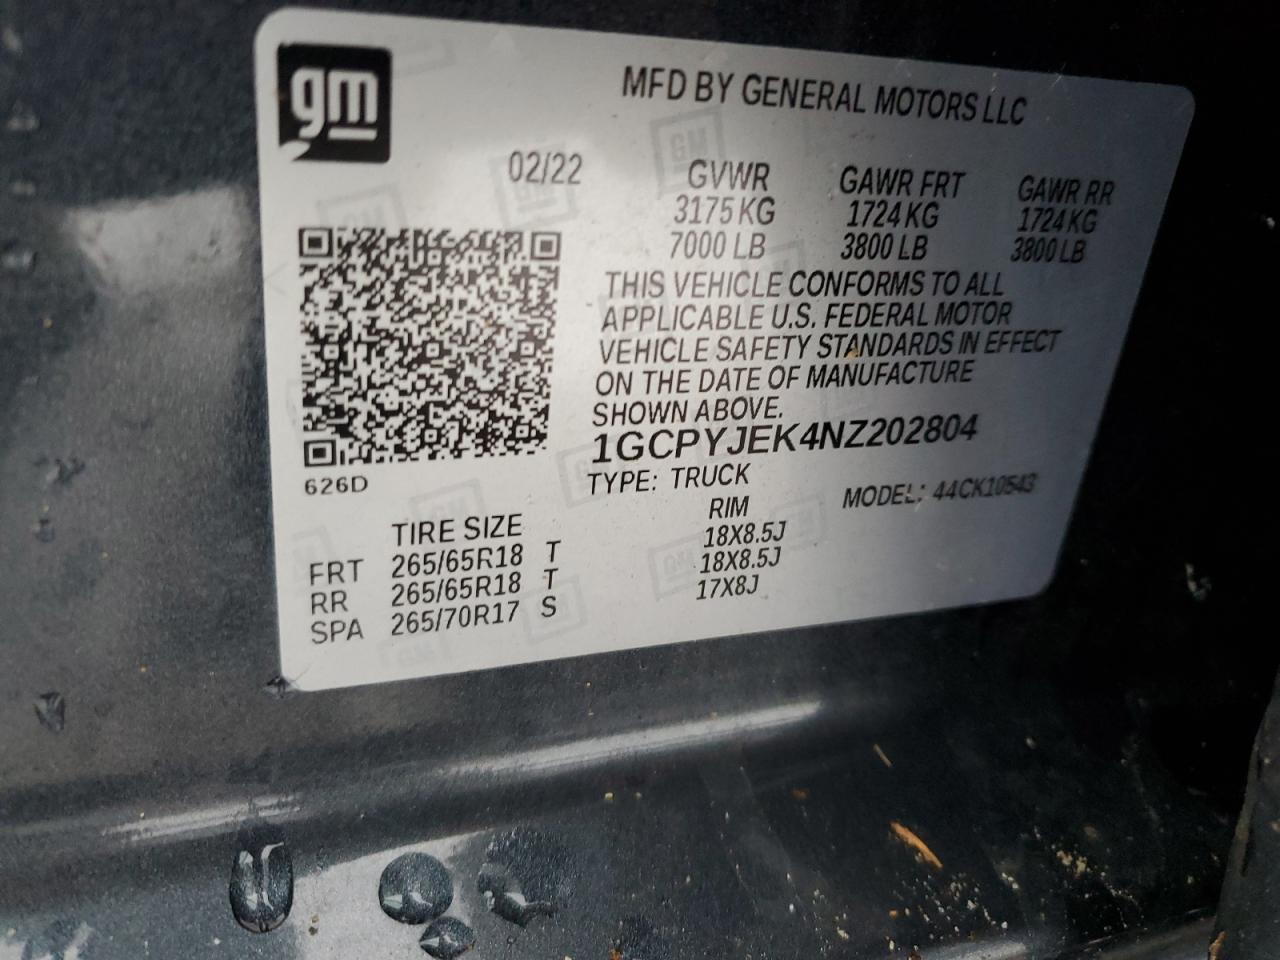 gm
MFD BY GENERAL MOTORS LLC
02/22
GVWR GAWR FRT GAWR RR
3175 KG 1724 KG 1724 KG
7000 LB 3800 LB 3800 LB
THIS VEHICLE CONFORMS TO ALL
APPLICABLE U.S. FEDERAL MOTOR
VEHICLE SAFETY STANDARDS IN EFFECT
ON THE DATE OF MANUFACTURE
SHOWN ABOVE.
1GCPYJEK4NZ202804
626D
TYPE: TRUCK MODEL: 44CK10543
TIRE SIZE RIM
FRT 265/65R18 T 18X8.5J
RR 265/65R18 T 18X8.5J
SPA 265/70R17 S 17X8J